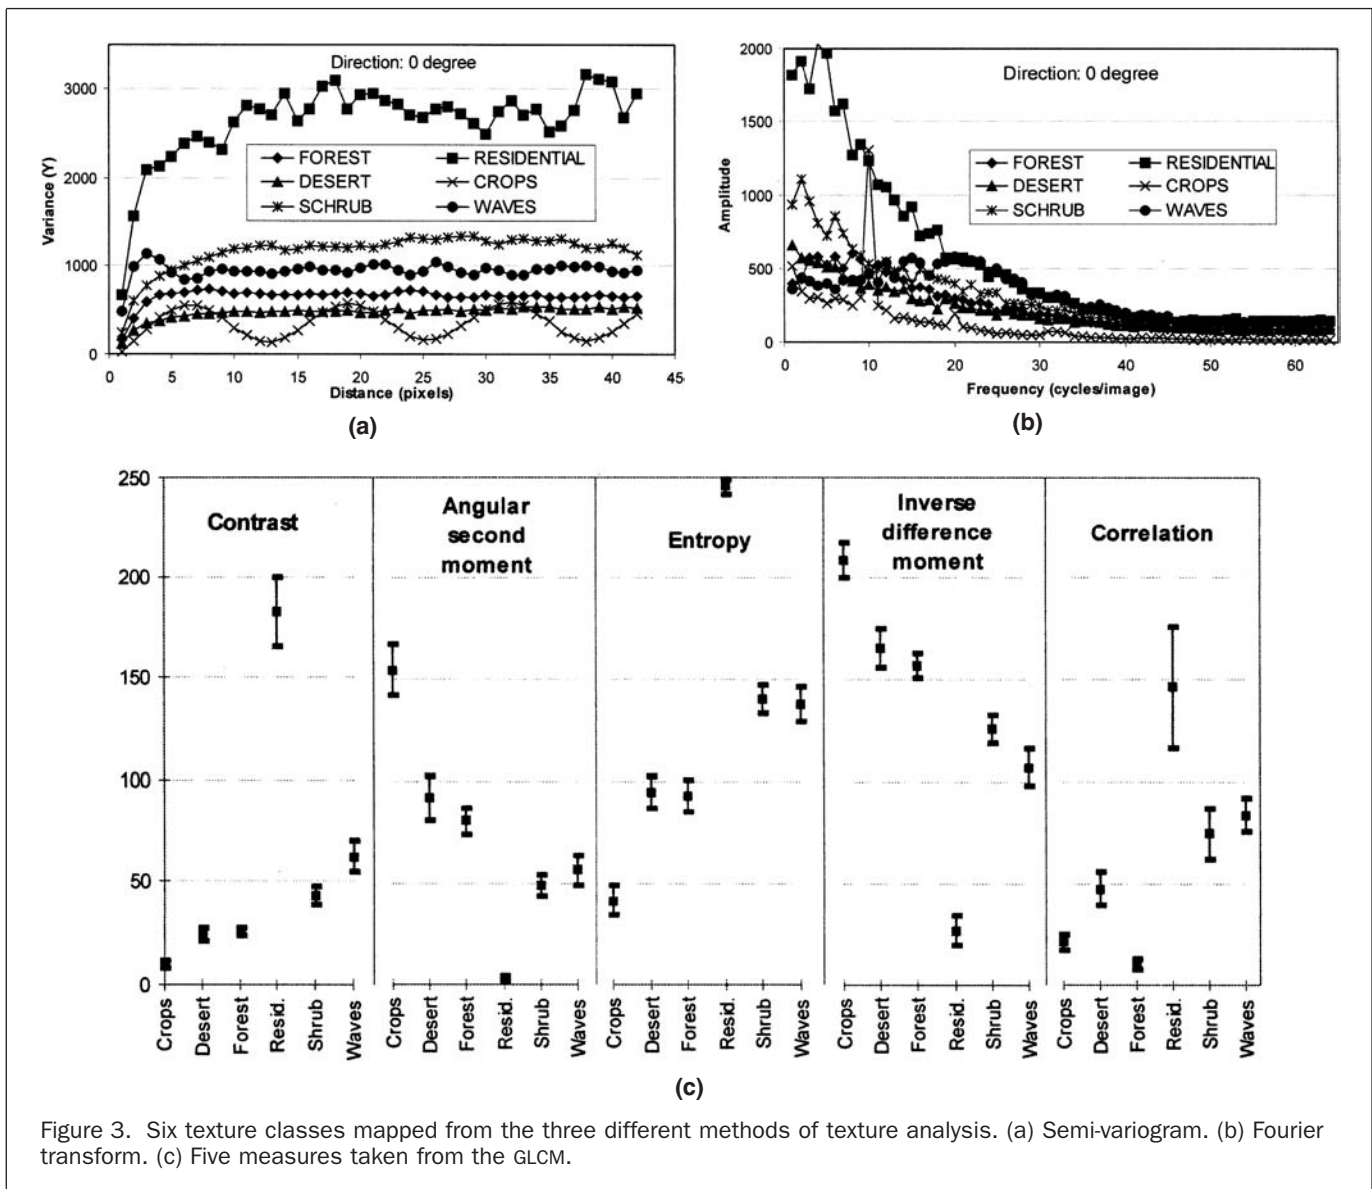 Direction: 0 degree
3000
2000
1000
0
Variance (Y)
FOREST
RESIDENTIAL
DESERT
CROPS
SCHRUB
WAVES
0 5 10 15 20 25 30 35 40 45
Distance (pixels)
(a)
Direction: 0 degree
2000
1500
1000
500
0
Amplitude
FOREST
RESIDENTIAL
DESERT
CROPS
SCHRUB
WAVES
0 10 20 30 40 50 60
Frequency (cycles/image)
(b)
250
200
150
100
50
0
Contrast
Angular
second
moment
Entropy
Inverse
difference
moment
Correlation
Crops Desert Forest Resid. Shrub Waves
Crops Desert Forest Resid. Shrub Waves
Crops Desert Forest Resid. Shrub Waves
Crops Desert Forest Resid. Shrub Waves
Crops Desert Forest Resid. Shrub Waves
(c)
Figure 3. Six texture classes mapped from the three different methods of texture analysis. (a) Semi-variogram. (b) Fourier
transform. (c) Five measures taken from the GLCM.